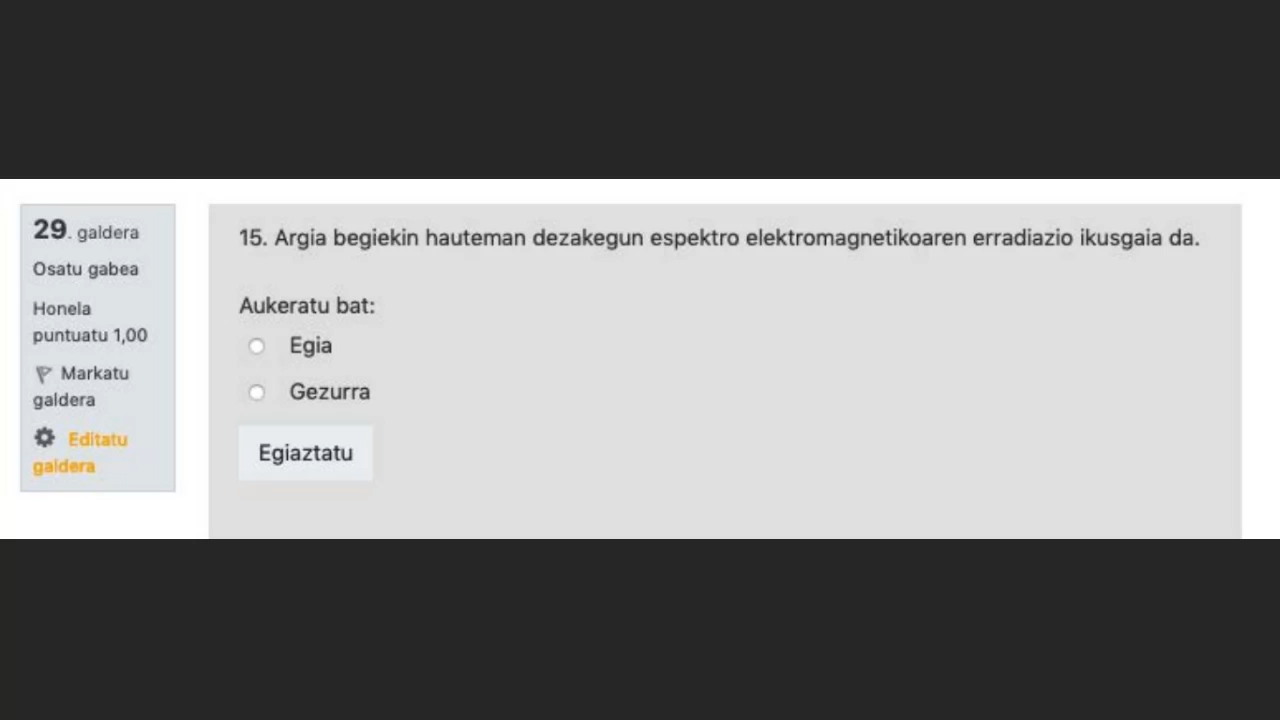 29. galdera
Osatu gabea
Honela
puntuatu 1,00
Markatu
galdera
Editatu
galdera
15. Argia begiekin hauteman dezakegun espektro elektromagnetikoaren erradiazio ikusgaia da.
Aukeratu bat:
Egia
Gezurra
Egiaztatu